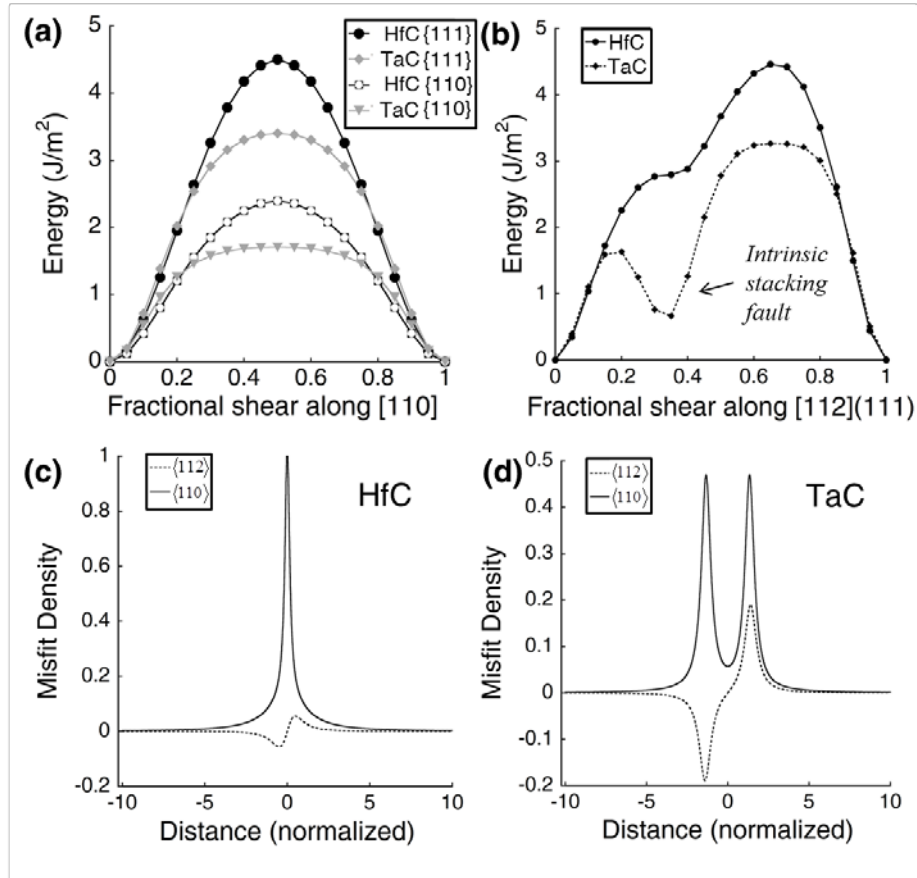 (a)
HfC {111}
TaC {111}
HfC {110}
TaC {110}
5
4
3
2
1
0
Energy (J/m²)
0 0.2 0.4 0.6 0.8 1
Fractional shear along [110]
(b)
HfC
TaC
5
4
3
2
1
0
Energy (J/m²)
Intrinsic
stacking
fault
0 0.2 0.4 0.6 0.8 1
Fractional shear along [112](111)
(c)
⟨112⟩
⟨110⟩
HfC
1
0.8
0.6
0.4
0.2
0
-0.2
Misfit Density
-10 -5 0 5 10
Distance (normalized)
(d)
⟨112⟩
⟨110⟩
TaC
0.5
0.4
0.3
0.2
0.1
0
-0.1
-0.2
Misfit Density
-10 -5 0 5 10
Distance (normalized)